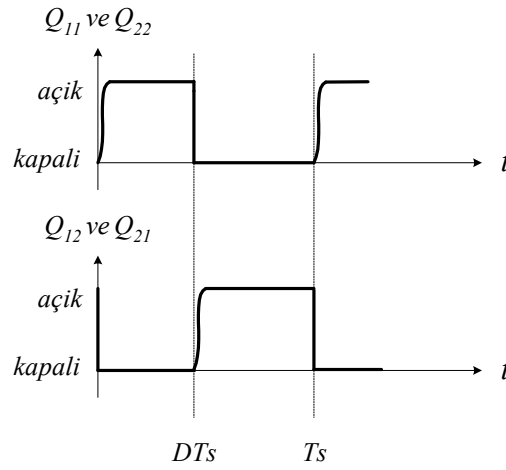 Q11 ve Q22
açik
kapali
t
Q12 ve Q21
açik
kapali
t
DTs
Ts